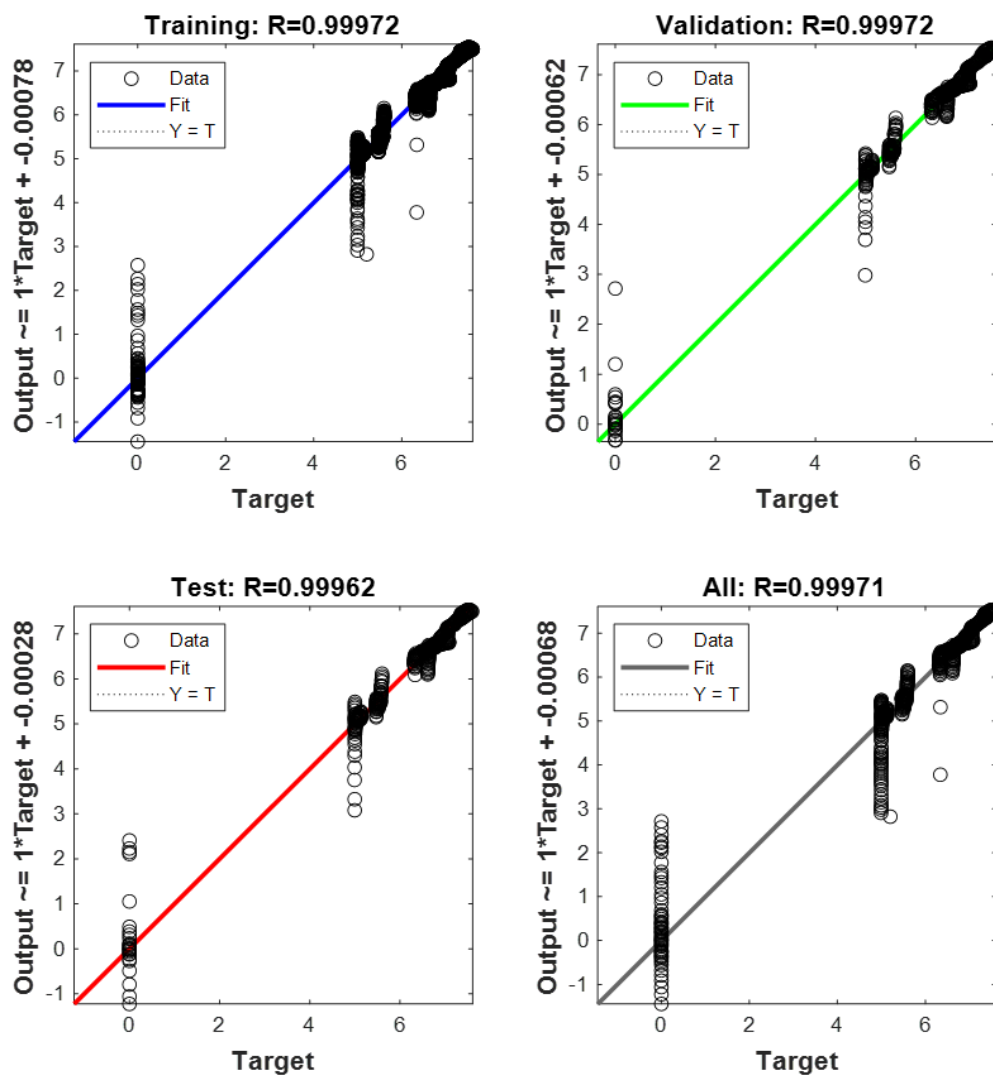 Training: R=0.99972
Output ~= 1*Target + -0.00078
7
6
5
4
3
2
1
0
-1
Data
Fit
Y = T
0 2 4 6
Target
Validation: R=0.99972
Output ~= 1*Target + -0.00062
7
6
5
4
3
2
1
0
Data
Fit
Y = T
0 2 4 6
Target
Test: R=0.99962
Output ~= 1*Target + -0.00028
7
6
5
4
3
2
1
0
-1
Data
Fit
Y = T
0 2 4 6
Target
All: R=0.99971
Output ~= 1*Target + -0.00068
7
6
5
4
3
2
1
0
-1
Data
Fit
Y = T
0 2 4 6
Target